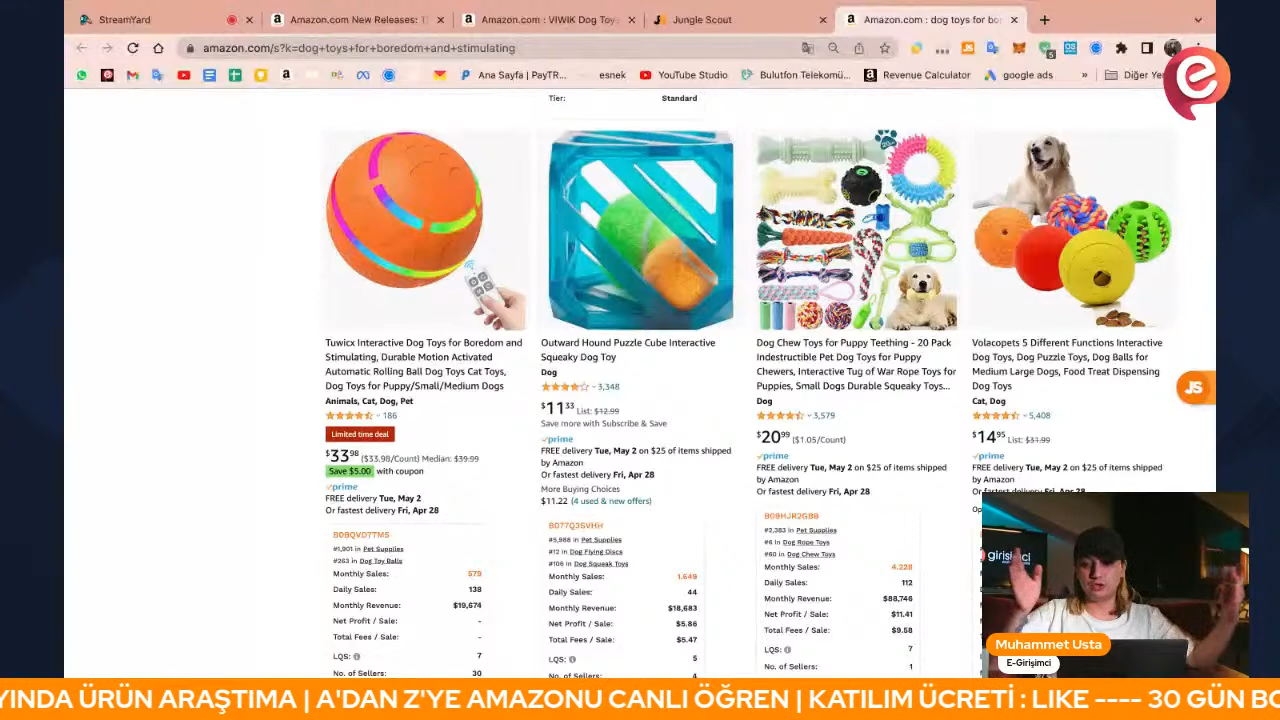 StreamYard
Amazon.com New Releases: T
Amazon.com : VIWIK Dog Toy
Jungle Scout
Amazon.com : dog toys for bor
amazon.com/s?k=dog+toys+for+boredom+and+stimulating
Ana Sayfa | PayTR...
esnek
YouTube Studio
Bulutfon Telekomü...
Revenue Calculator
google ads
»
Diğer Yer
Tier: Standard
Tuwicx Interactive Dog Toys for Boredom and
Stimulating, Durable Motion Activated
Automatic Rolling Ball Dog Toys Cat Toys,
Dog Toys for Puppy/Small/Medium Dogs
Animals, Cat, Dog, Pet
186
Limited time deal
$33.98 ($33.98/Count) Median: $39.99
Save $5.00 with coupon
prime
FREE delivery Tue, May 2
Or fastest delivery Fri, Apr 28
B0BQVD7TMS
#1,901 in Pet Supplies
#263 in Dog Toy Balls
Monthly Sales: 579
Daily Sales: 138
Monthly Revenue: $19,674
Net Profit / Sale: -
Total Fees / Sale: -
LQS: 7
No. of Sellers: 30
Outward Hound Puzzle Cube Interactive
Squeaky Dog Toy
Dog
3,348
$11.33 List: $12.99
Save more with Subscribe & Save
prime
FREE delivery Tue, May 2 on $25 of items shipped
by Amazon
Or fastest delivery Fri, Apr 28
More Buying Choices
$11.22 (4 used & new offers)
B077Q3SVHH
#5,988 in Pet Supplies
#12 in Dog Flying Discs
#106 in Dog Squeak Toys
Monthly Sales: 1.649
Daily Sales: 44
Monthly Revenue: $18,683
Net Profit / Sale: $5.86
Total Fees / Sale: $5.47
LQS: 5
No. of Sellers: 4
Dog Chew Toys for Puppy Teething - 20 Pack
Indestructible Pet Dog Toys for Puppy
Chewers, Interactive Tug of War Rope Toys for
Puppies, Small Dogs Durable Squeaky Toys...
Dog
3,579
$20.99 ($1.05/Count)
prime
FREE delivery Tue, May 2 on $25 of items shipped
by Amazon
Or fastest delivery Fri, Apr 28
B09HJR2GB8
#2,383 in Pet Supplies
#6 in Dog Rope Toys
#60 in Dog Chew Toys
Monthly Sales: 4.228
Daily Sales: 112
Monthly Revenue: $88,746
Net Profit / Sale: $11.41
Total Fees / Sale: $9.58
LQS: 7
No. of Sellers: 1
Volacopets 5 Different Functions Interactive
Dog Toys, Dog Puzzle Toys, Dog Balls for
Medium Large Dogs, Food Treat Dispensing
Dog Toys
Cat, Dog
5,408
$14.95 List: $31.99
prime
FREE delivery Tue, May 2 on $25 of items shipped
by Amazon
Or fastest delivery Fri, Apr 28
JS
girişimci
Muhammet Usta
E-Girişimci
YINDA ÜRÜN ARAŞTIMA | A'DAN Z'YE AMAZONU CANLI ÖĞREN | KATILIM ÜCRETİ : LIKE ---- 30 GÜN BO